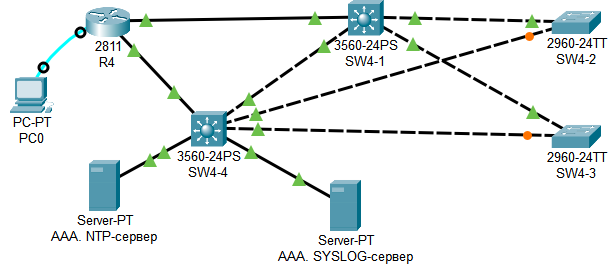 2811
R4
3560-24PS
SW4-1
2960-24TT
SW4-2
PC-PT
PC0
3560-24PS
SW4-4
2960-24TT
SW4-3
Server-PT
AAA. NTP-сервер
Server-PT
AAA. SYSLOG-сервер